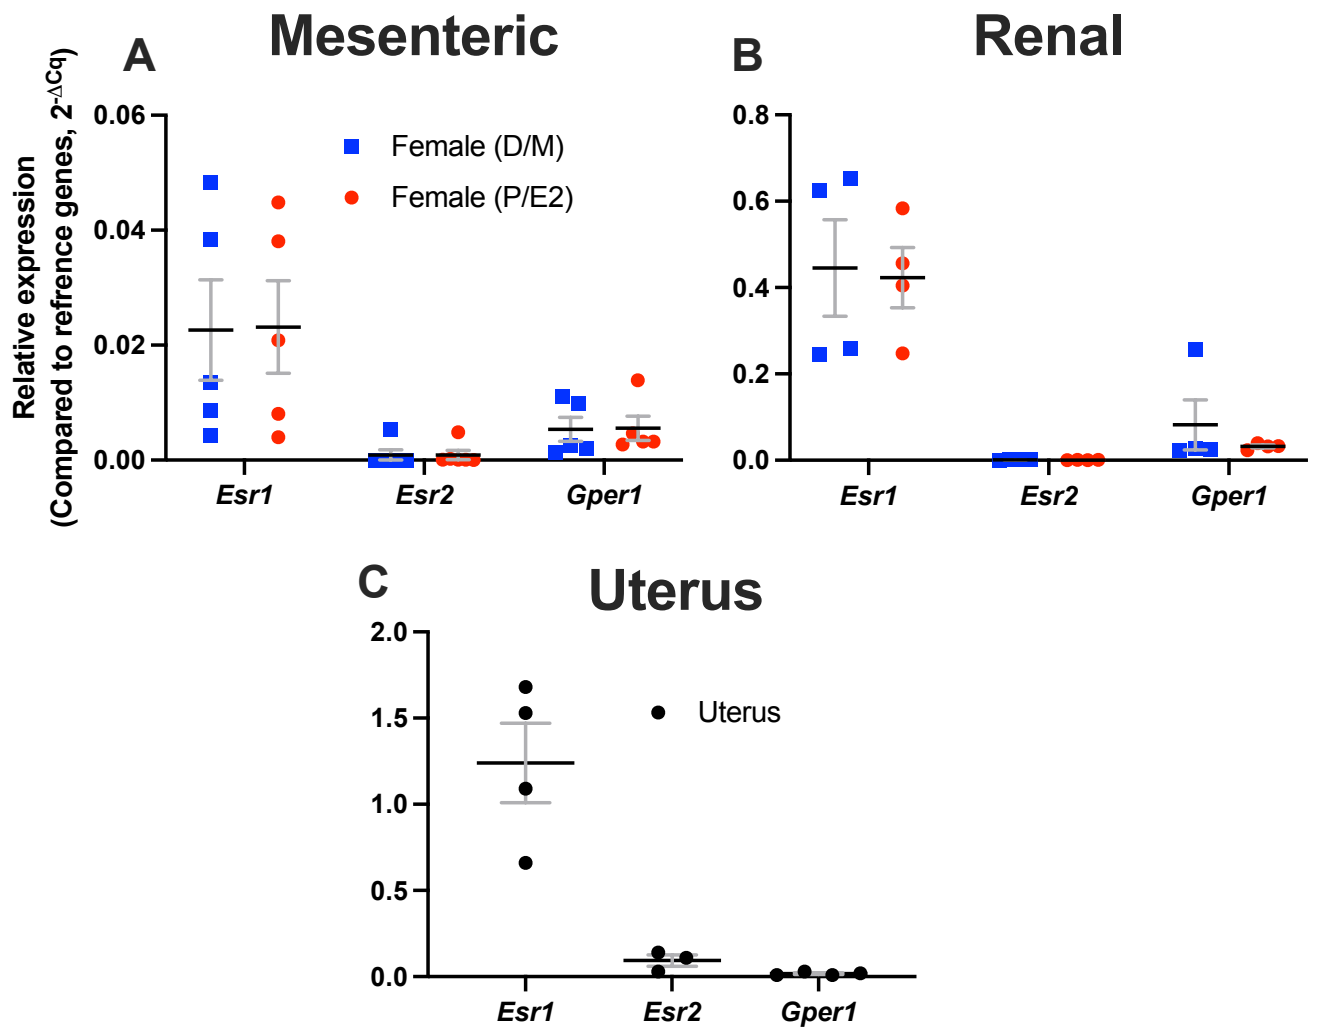 Mesenteric
Renal
A
B
Relative expression
(Compared to refrence genes, 2-ΔCq)
0.06
0.04
0.02
0.00
Female (D/M)
Female (P/E2)
Esr1
Esr2
Gper1
0.8
0.6
0.4
0.2
0.0
Esr1
Esr2
Gper1
C
Uterus
2.0
1.5
1.0
0.5
0.0
Uterus
Esr1
Esr2
Gper1